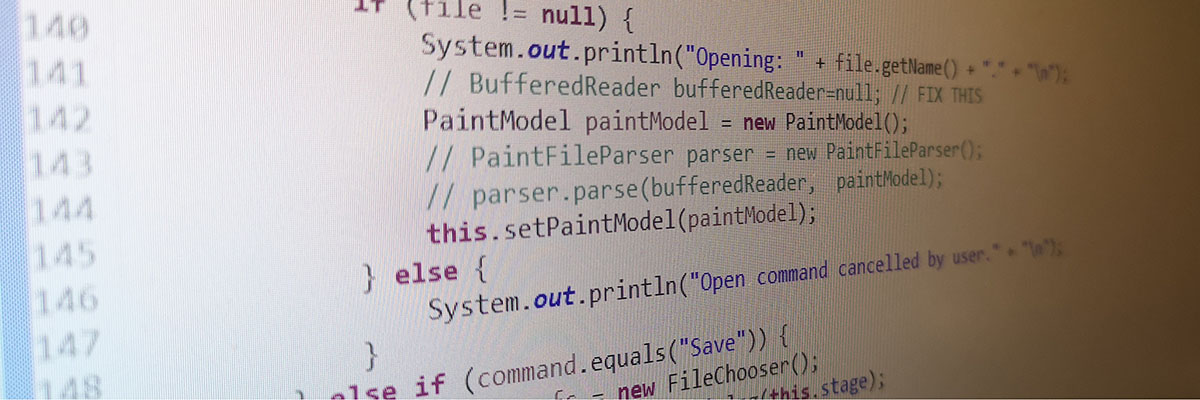 140 if (file != null) {
141 System.out.println("Opening: " + file.getName() + "." + "\n");
142 // BufferedReader bufferedReader=null; // FIX THIS
143 PaintModel paintModel = new PaintModel();
144 // PaintFileParser parser = new PaintFileParser();
145 // parser.parse(bufferedReader, paintModel);
146 this.setPaintModel(paintModel);
147 } else {
148 System.out.println("Open command cancelled by user." + "\n");
}
} else if (command.equals("Save")) {
= new FileChooser();
(this.stage);